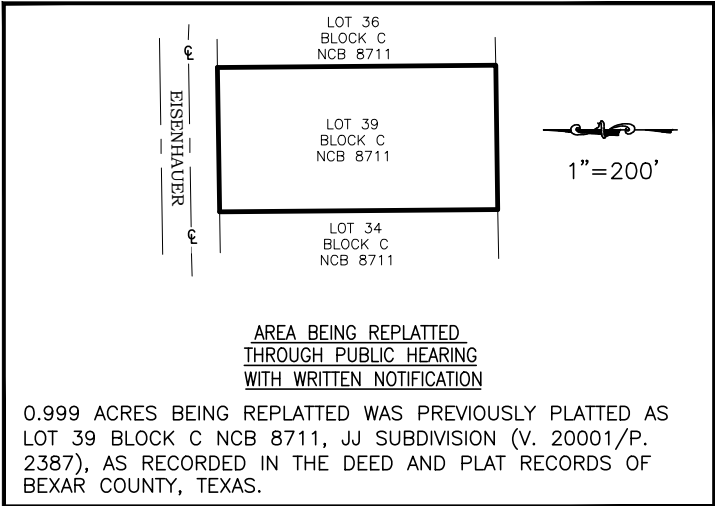 LOT 36
BLOCK C
NCB 8711
℄
EISENHAUER
℄
LOT 39
BLOCK C
NCB 8711
1"=200'
LOT 34
BLOCK C
NCB 8711
AREA BEING REPLATTED
THROUGH PUBLIC HEARING
WITH WRITTEN NOTIFICATION
0.999 ACRES BEING REPLATTED WAS PREVIOUSLY PLATTED AS
LOT 39 BLOCK C NCB 8711, JJ SUBDIVISION (V. 20001/P.
2387), AS RECORDED IN THE DEED AND PLAT RECORDS OF
BEXAR COUNTY, TEXAS.